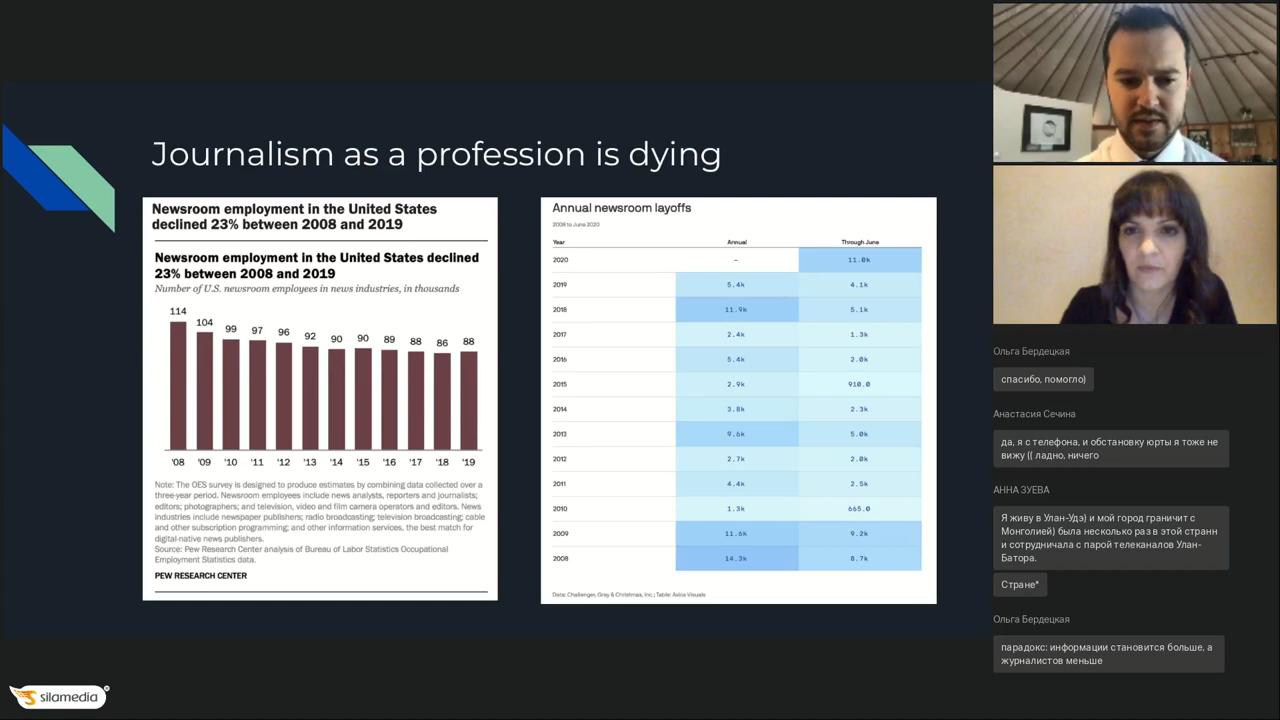 Journalism as a profession is dying
Newsroom employment in the United States
declined 23% between 2008 and 2019
Newsroom employment in the United States declined
23% between 2008 and 2019
Number of U.S. newsroom employees in news industries, in thousands
114 104 99 97 96 92 90 90 89 88 86 88
'08 '09 '10 '11 '12 '13 '14 '15 '16 '17 '18 '19
Note: The OES survey is designed to produce estimates by combining data collected over a
three-year period. Newsroom employees include news analysts, reporters and journalists;
editors; photographers; and television, video and film camera operators and editors. News
industries include newspaper publishers; radio broadcasting; television broadcasting; cable
and other subscription programming; and other information services, the best match for
digital-native news publishers.
Source: Pew Research Center analysis of Bureau of Labor Statistics Occupational
Employment Statistics data.
PEW RESEARCH CENTER
Annual newsroom layoffs
2008 to June 2020
Year Annual Through June
2020 – 11.0k
2019 5.4k 4.1k
2018 11.9k 5.1k
2017 2.4k 1.3k
2016 5.4k 2.0k
2015 2.9k 910.0
2014 3.8k 2.3k
2013 9.6k 5.0k
2012 2.7k 2.0k
2011 4.4k 2.5k
2010 1.3k 665.0
2009 11.6k 9.2k
2008 14.3k 8.7k
Data: Challenger, Gray & Christmas, Inc.; Table: Axios Visuals
Ольга Бердецкая
спасибо, помогло)
Анастасия Сечина
да, я с телефона, и обстановку юрты я тоже не
вижу (( ладно, ничего
АННА ЗУЕВА
Я живу в Улан-Удэ) и мой город граничит с
Монголией) была несколько раз в этой странн
и сотрудничала с парой телеканалов Улан-
Батора.
Стране*
Ольга Бердецкая
парадокс: информации становится больше, а
журналистов меньше
silamedia